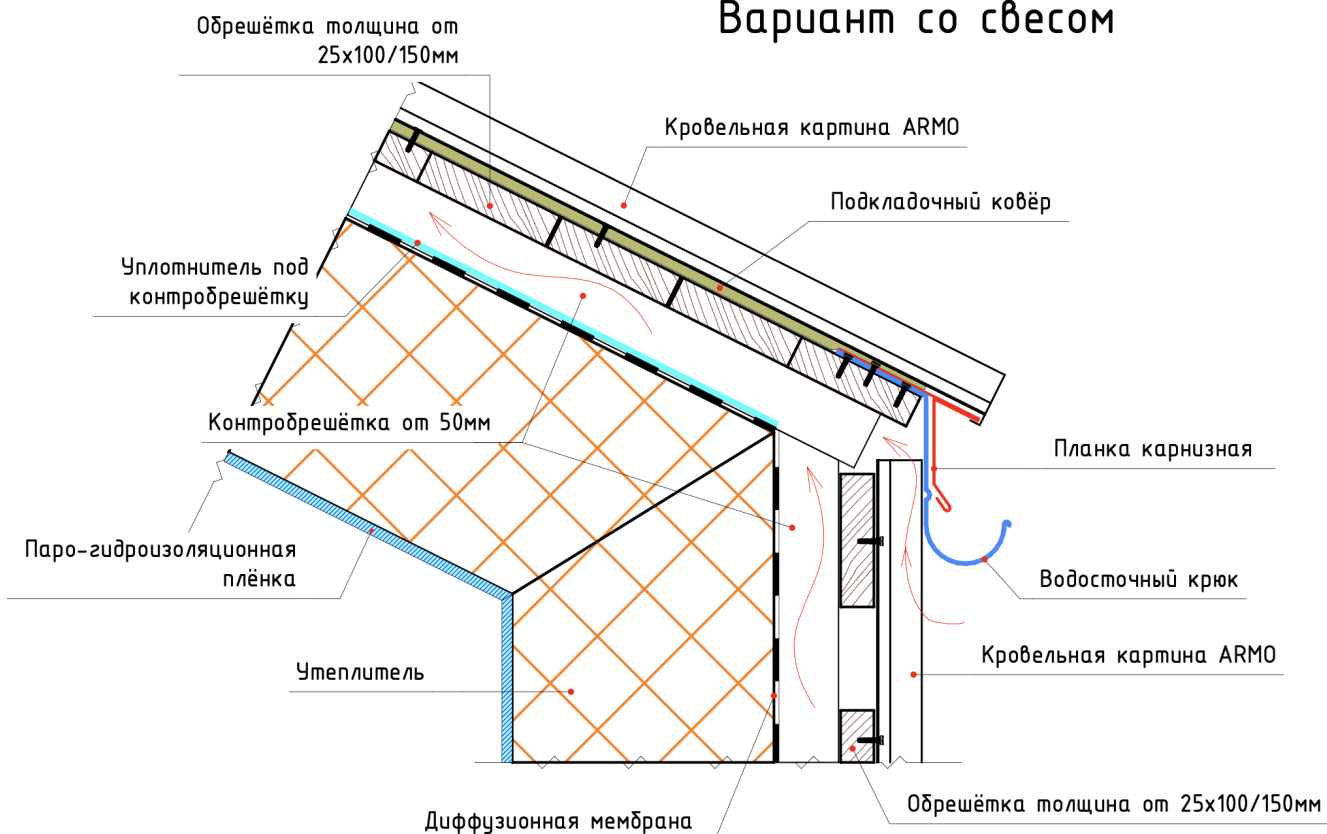 Вариант со свесом
Обрешётка толщина от
25х100/150мм
Кровельная картина ARMO
Подкладочный ковёр
Уплотнитель под
контробрешётку
Контробрешётка от 50мм
Планка карнизная
Паро-гидроизоляционная
плёнка
Водосточный крюк
Утеплитель
Кровельная картина ARMO
Обрешётка толщина от 25х100/150мм
Диффузионная мембрана